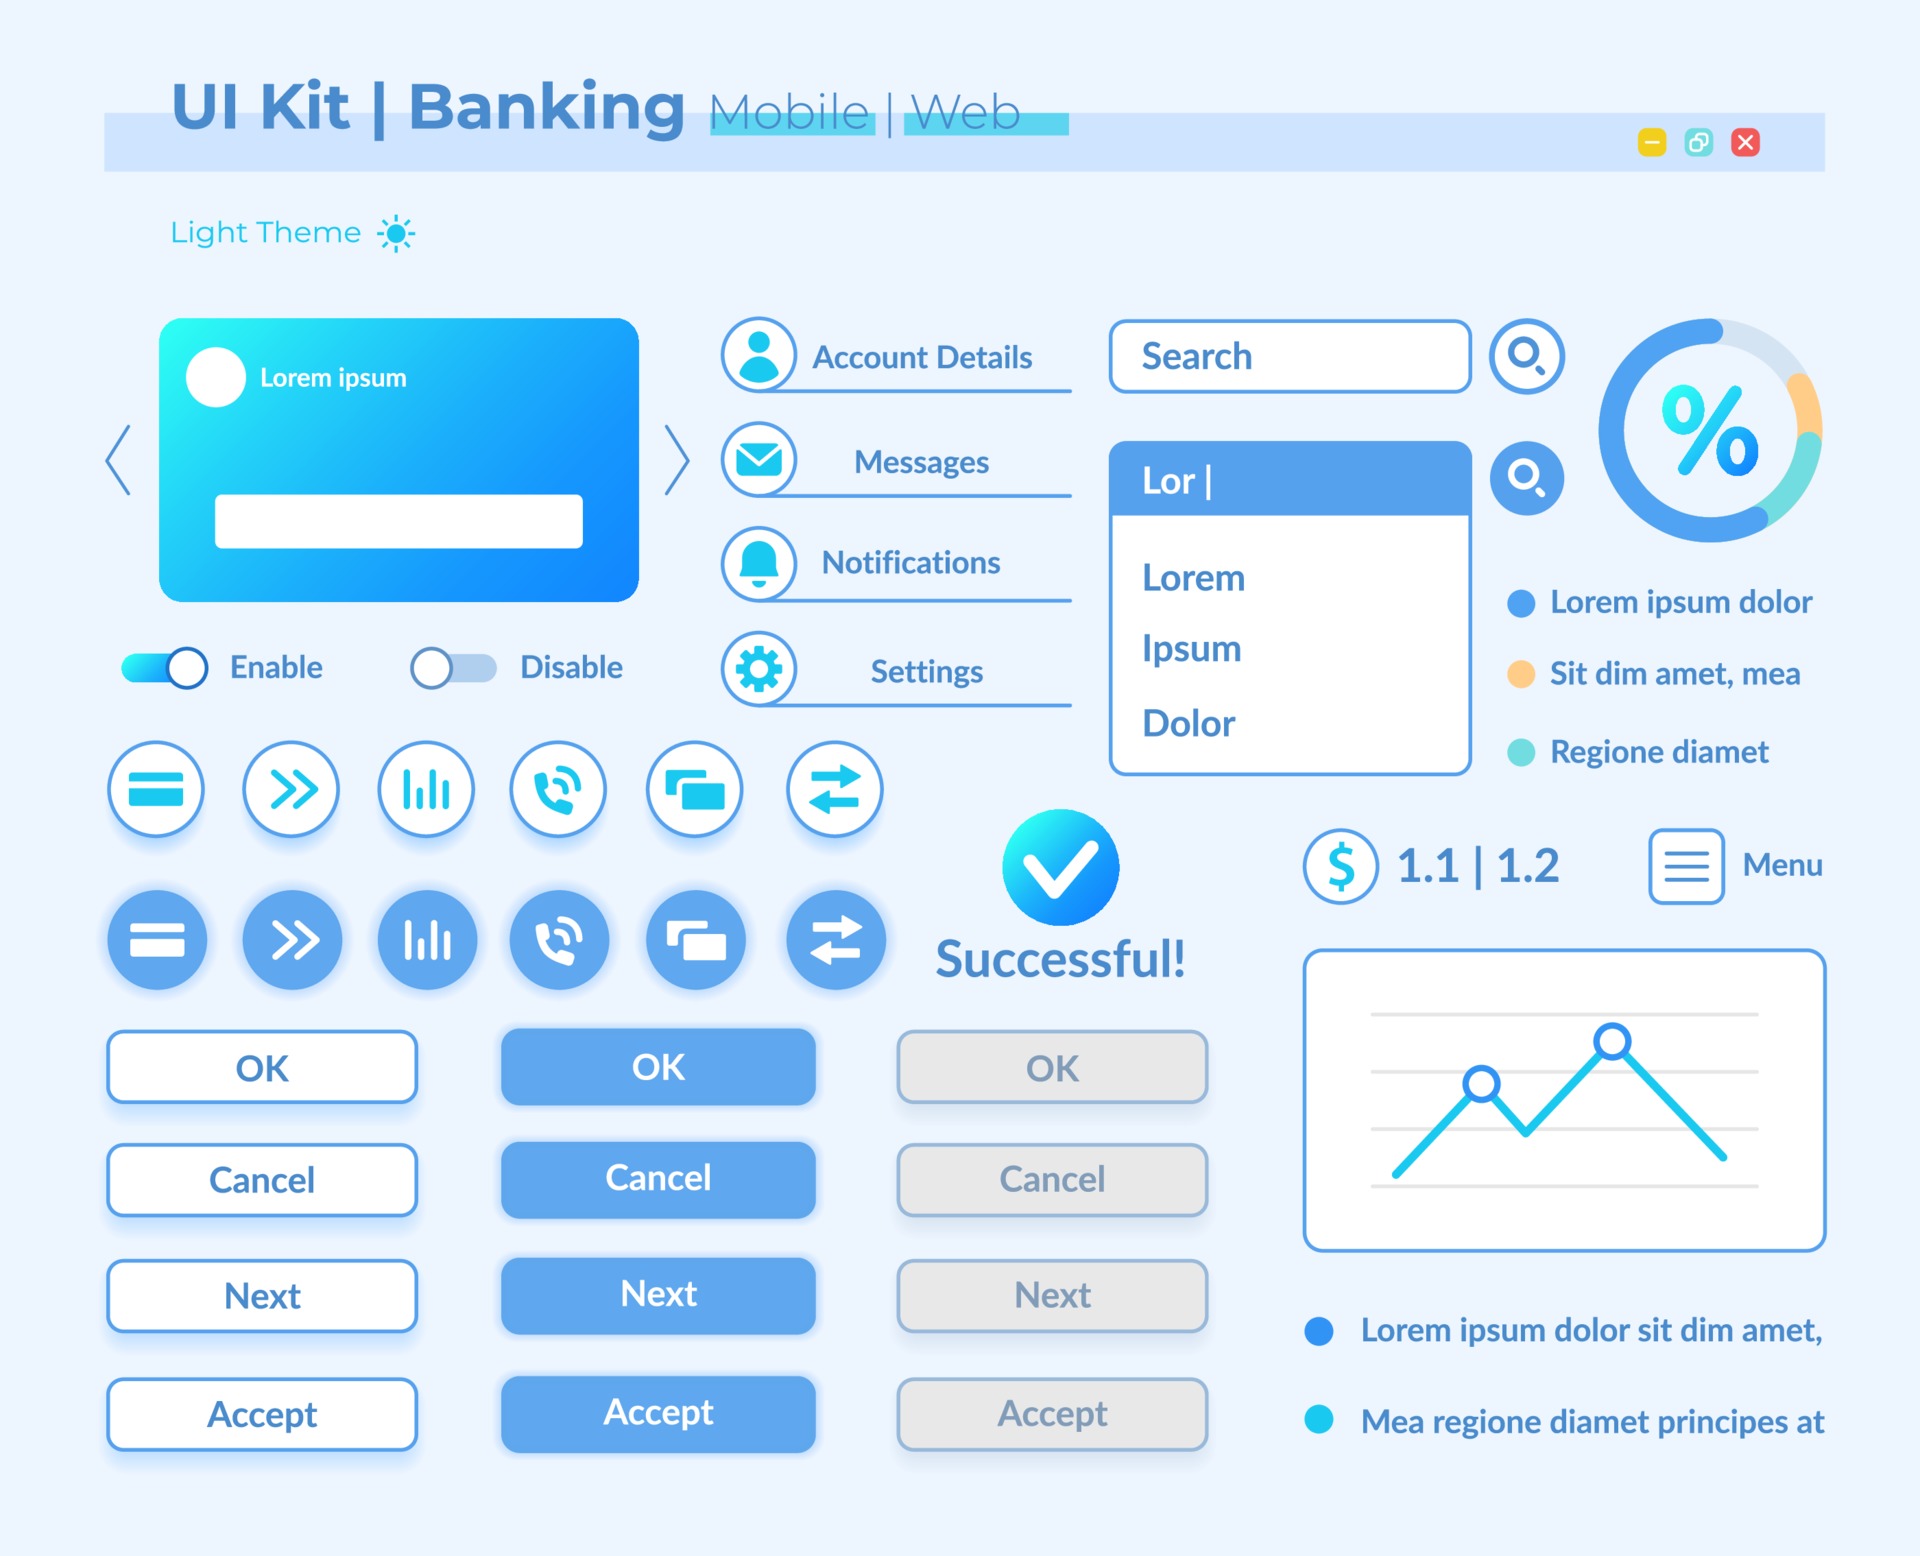 UI Kit | Banking Mobile | Web
Light Theme
Lorem ipsum
Enable
Disable
Account Details
Messages
Notifications
Settings
Search
Lor |
Lorem
Ipsum
Dolor
%
Lorem ipsum dolor
Sit dim amet, mea
Regione diamet
Successful!
$ 1.1 | 1.2
Menu
OK
OK
OK
Cancel
Cancel
Cancel
Next
Next
Next
Accept
Accept
Accept
Lorem ipsum dolor sit dim amet,
Mea regione diamet principes at